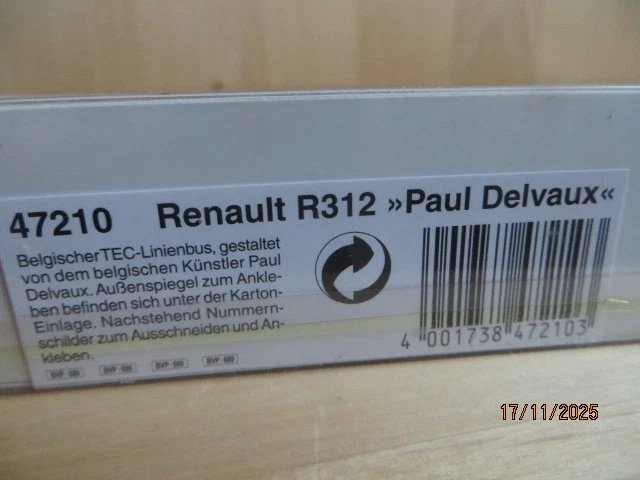 47210 Renault R312 »Paul Delvaux«
BelgischerTEC-Linienbus, gestaltet
von dem belgischen Künstler Paul
Delvaux. Außenspiegel zum Ankle-
ben befinden sich unter der Karton-
Einlage. Nachstehend Nummern-
schilder zum Ausschneiden und An-
kleben.
4 001738 472103
17/11/2025